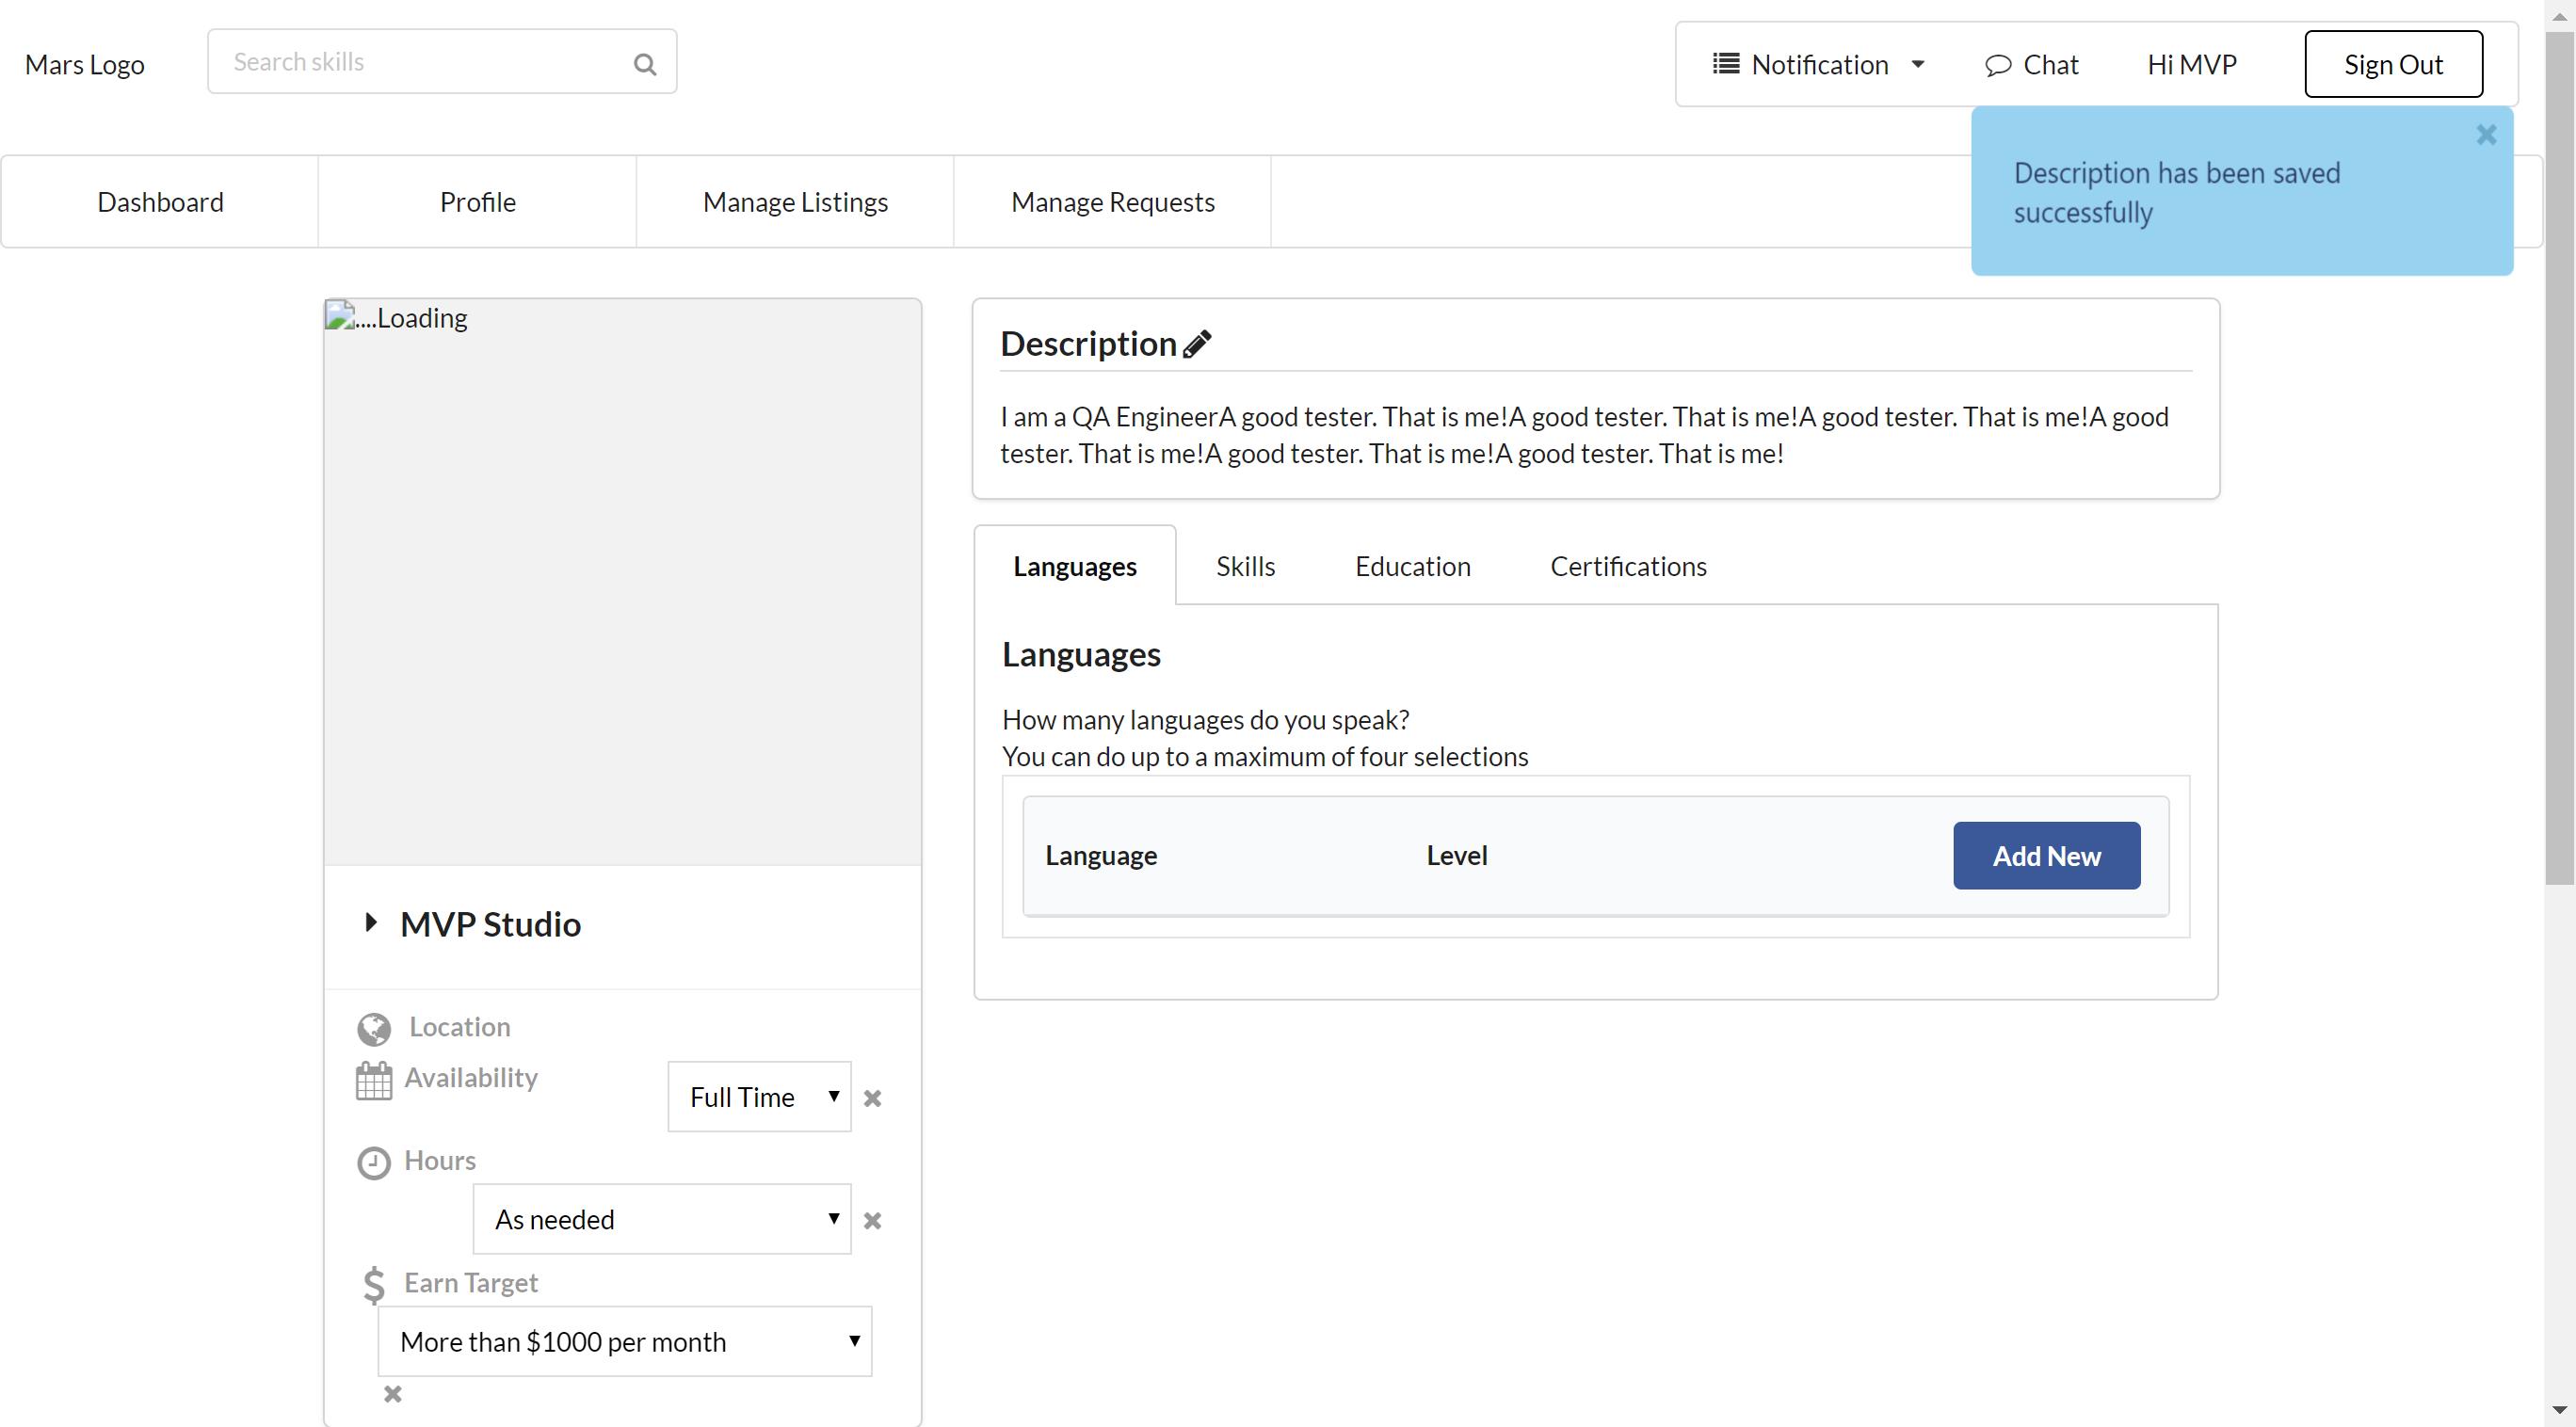 Mars Logo
Search skills
Notification
Chat
Hi MVP
Sign Out
Description has been saved
successfully
Dashboard
Profile
Manage Listings
Manage Requests
....Loading
MVP Studio
Location
Availability
Full Time
Hours
As needed
Earn Target
More than $1000 per month
Description
I am a QA EngineerA good tester. That is me!A good tester. That is me!A good tester. That is me!A good
tester. That is me!A good tester. That is me!A good tester. That is me!
Languages
Skills
Education
Certifications
Languages
How many languages do you speak?
You can do up to a maximum of four selections
Language
Level
Add New